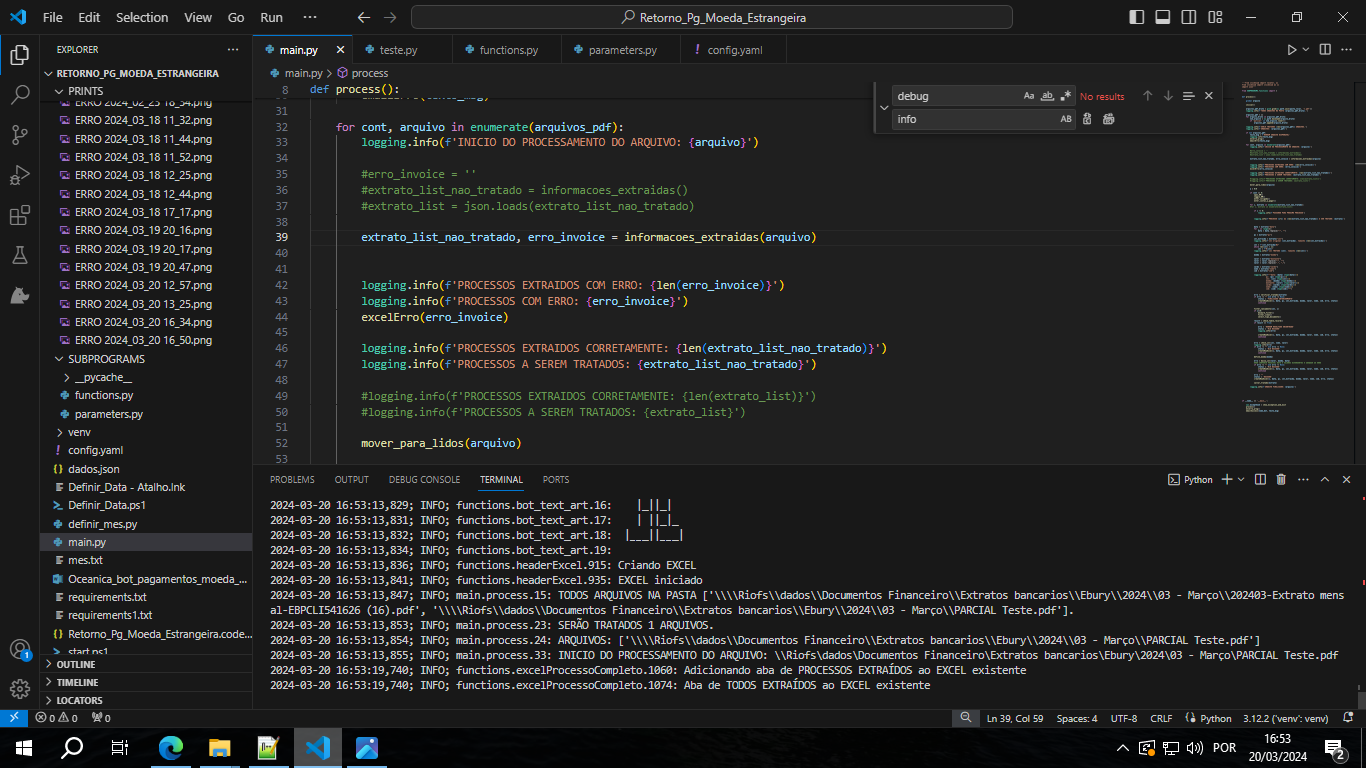 File Edit Selection View Go Run ··· Retorno_Pg_Moeda_Estrangeira
EXPLORER
RETORNO_PG_MOEDA_ESTRANGEIRA
PRINTS
ERRO 2024_02_23 18_34.png
ERRO 2024_03_18 11_32.png
ERRO 2024_03_18 11_44.png
ERRO 2024_03_18 11_52.png
ERRO 2024_03_18 12_25.png
ERRO 2024_03_18 12_44.png
ERRO 2024_03_18 17_17.png
ERRO 2024_03_19 20_16.png
ERRO 2024_03_19 20_17.png
ERRO 2024_03_19 20_47.png
ERRO 2024_03_20 12_57.png
ERRO 2024_03_20 13_25.png
ERRO 2024_03_20 16_34.png
ERRO 2024_03_20 16_50.png
SUBPROGRAMS
__pycache__
functions.py
parameters.py
venv
config.yaml
dados.json
Definir_Data - Atalho.lnk
Definir_Data.ps1
definir_mes.py
main.py
mes.txt
Oceanica_bot_pagamentos_moeda_...
requirements.txt
requirements1.txt
Retorno_Pg_Moeda_Estrangeira.code...
start.ps1
OUTLINE
TIMELINE
LOCATORS
main.py teste.py functions.py parameters.py config.yaml
main.py > process
8 def process():
debug Aa ab No results
info AB
31
32 for cont, arquivo in enumerate(arquivos_pdf):
33 logging.info(f'INICIO DO PROCESSAMENTO DO ARQUIVO: {arquivo}')
34
35 #erro_invoice = ''
36 #extrato_list_nao_tratado = informacoes_extraidas()
37 #extrato_list = json.loads(extrato_list_nao_tratado)
38
39 extrato_list_nao_tratado, erro_invoice = informacoes_extraidas(arquivo)
40
41
42 logging.info(f'PROCESSOS EXTRAIDOS COM ERRO: {len(erro_invoice)}')
43 logging.info(f'PROCESSOS COM ERRO: {erro_invoice}')
44 excelErro(erro_invoice)
45
46 logging.info(f'PROCESSOS EXTRAIDOS CORRETAMENTE: {len(extrato_list_nao_tratado)}')
47 logging.info(f'PROCESSOS A SEREM TRATADOS: {extrato_list_nao_tratado}')
48
49 #logging.info(f'PROCESSOS EXTRAIDOS CORRETAMENTE: {len(extrato_list)}')
50 #logging.info(f'PROCESSOS A SEREM TRATADOS: {extrato_list}')
51
52 mover_para_lidos(arquivo)
53
PROBLEMS OUTPUT DEBUG CONSOLE TERMINAL PORTS Python
2024-03-20 16:53:13,829; INFO; functions.bot_text_art.16: |_||_|
2024-03-20 16:53:13,831; INFO; functions.bot_text_art.17: | ||_|_
2024-03-20 16:53:13,832; INFO; functions.bot_text_art.18: |___||___|
2024-03-20 16:53:13,834; INFO; functions.bot_text_art.19:
2024-03-20 16:53:13,836; INFO; functions.headerExcel.915: Criando EXCEL
2024-03-20 16:53:13,841; INFO; functions.headerExcel.935: EXCEL iniciado
2024-03-20 16:53:13,847; INFO; main.process.15: TODOS ARQUIVOS NA PASTA ['\\\\Riofs\\dados\\Documentos Financeiro\\Extratos bancarios\\Ebury\\2024\\03 - Março\\202403-Extrato mens
al-EBPCLI541626 (16).pdf', '\\\\Riofs\\dados\\Documentos Financeiro\\Extratos bancarios\\Ebury\\2024\\03 - Março\\PARCIAL Teste.pdf'].
2024-03-20 16:53:13,853; INFO; main.process.23: SERÃO TRATADOS 1 ARQUIVOS.
2024-03-20 16:53:13,854; INFO; main.process.24: ARQUIVOS: ['\\\\Riofs\\dados\\Documentos Financeiro\\Extratos bancarios\\Ebury\\2024\\03 - Março\\PARCIAL Teste.pdf']
2024-03-20 16:53:13,855; INFO; main.process.33: INICIO DO PROCESSAMENTO DO ARQUIVO: \\Riofs\dados\Documentos Financeiro\Extratos bancarios\Ebury\2024\03 - Março\PARCIAL Teste.pdf
2024-03-20 16:53:19,740; INFO; functions.excelProcessoCompleto.1060: Adicionando aba de PROCESSOS EXTRAÍDOS ao EXCEL existente
2024-03-20 16:53:19,740; INFO; functions.excelProcessoCompleto.1074: Aba de TODOS EXTRAÍDOS ao EXCEL existente
1
0 0 0 Ln 39, Col 59 Spaces: 4 UTF-8 CRLF Python 3.12.2 ('venv': venv)
POR 16:53
20/03/2024 2